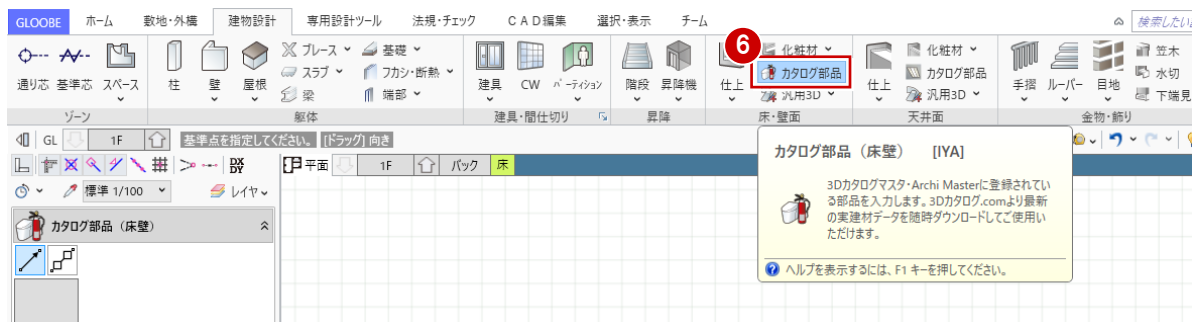 GLOOBE ホーム 敷地・外構 建物設計 専用設計ツール 法規・チェック CAD編集 選択・表示 チーム 検索したい
6
ブレース 基礎 化粧材 化粧材 笠木
通り芯 基準芯 スペース 柱 壁 屋根 スラブ フカシ・断熱 建具 CW パーテイション 階段 昇降機 仕上 カタログ部品 仕上 カタログ部品 手摺 ルーバー 目地 水切
梁 端部 汎用3D 汎用3D 下端見
ゾーン 躯体 建具・間仕切り 昇降 床・壁面 天井面 金物・飾り
GL 1F 基準点を指定してください。 [ドラッグ] 向き
DX
BY 平面 1F バック 床
標準 1/100 レイヤ
カタログ部品(床壁)
カタログ部品(床壁) [IYA]
3Dカタログマスタ・Archi Masterに登録されてい
る部品を入力します。3Dカタログ.comより最新
の実建材データを随時ダウンロードしてご使用い
ただけます。
ヘルプを表示するには、F1 キーを押してください。